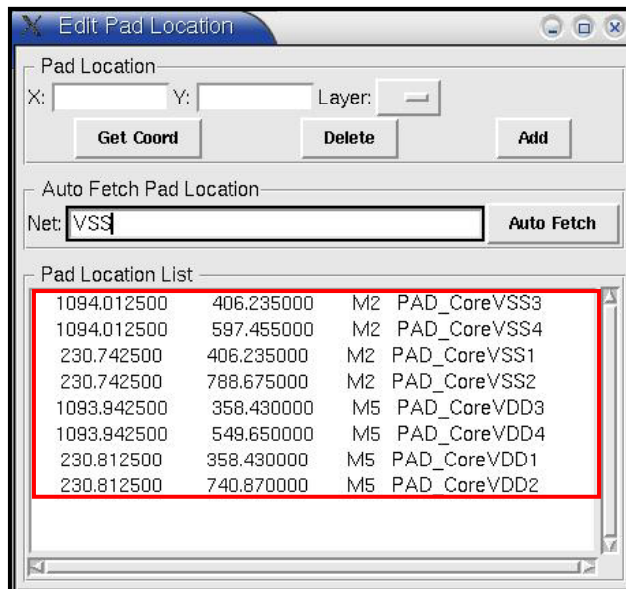 Edit Pad Location
Pad Location
X: Y: Layer:
Get Coord Delete Add
Auto Fetch Pad Location
Net: VSS Auto Fetch
Pad Location List
1094.012500 406.235000 M2 PAD_CoreVSS3
1094.012500 597.455000 M2 PAD_CoreVSS4
230.742500 406.235000 M2 PAD_CoreVSS1
230.742500 788.675000 M2 PAD_CoreVSS2
1093.942500 358.430000 M5 PAD_CoreVDD3
1093.942500 549.650000 M5 PAD_CoreVDD4
230.812500 358.430000 M5 PAD_CoreVDD1
230.812500 740.870000 M5 PAD_CoreVDD2